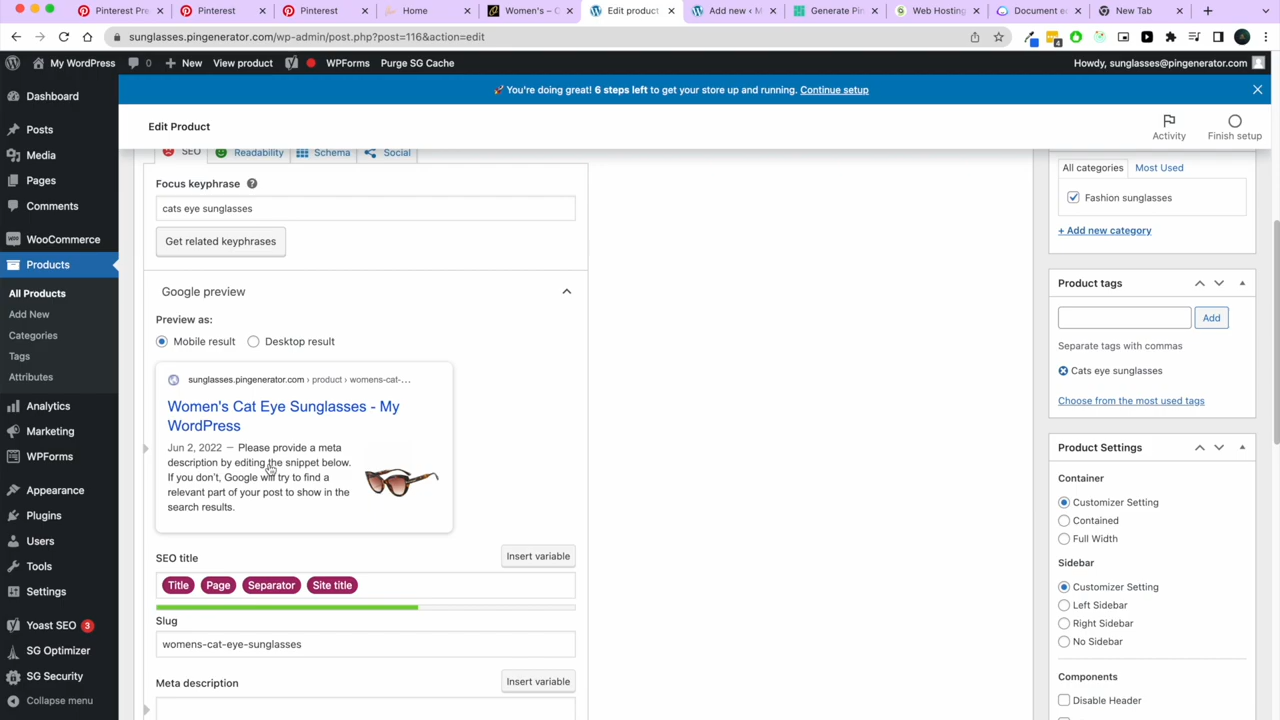 Pinterest Pre
Pinterest
Pinterest
Home
Women's – C
Edit product
Add new ‹ M
Generate Pin
Web Hosting
Document ec
New Tab
sunglasses.pingenerator.com/wp-admin/post.php?post=116&action=edit
4
My WordPress
0
New
View product
WPForms
Purge SG Cache
Howdy, sunglasses@pingenerator.com
Dashboard
Posts
Media
Pages
Comments
WooCommerce
Products
All Products
Add New
Categories
Tags
Attributes
Analytics
Marketing
WPForms
Appearance
Plugins
Users
Tools
Settings
Yoast SEO 3
SG Optimizer
SG Security
Collapse menu
🚀 You're doing great! 6 steps left to get your store up and running. Continue setup
Edit Product
Activity
Finish setup
SEO
Readability
Schema
Social
Focus keyphrase
cats eye sunglasses
Get related keyphrases
Google preview
Preview as:
Mobile result
Desktop result
sunglasses.pingenerator.com › product › womens-cat-...
Women's Cat Eye Sunglasses - My
WordPress
Jun 2, 2022 – Please provide a meta
description by editing the snippet below.
If you don't, Google will try to find a
relevant part of your post to show in the
search results.
SEO title
Insert variable
Title
Page
Separator
Site title
Slug
womens-cat-eye-sunglasses
Meta description
Insert variable
All categories
Most Used
Fashion sunglasses
+ Add new category
Product tags
Add
Separate tags with commas
Cats eye sunglasses
Choose from the most used tags
Product Settings
Container
Customizer Setting
Contained
Full Width
Sidebar
Customizer Setting
Left Sidebar
Right Sidebar
No Sidebar
Components
Disable Header